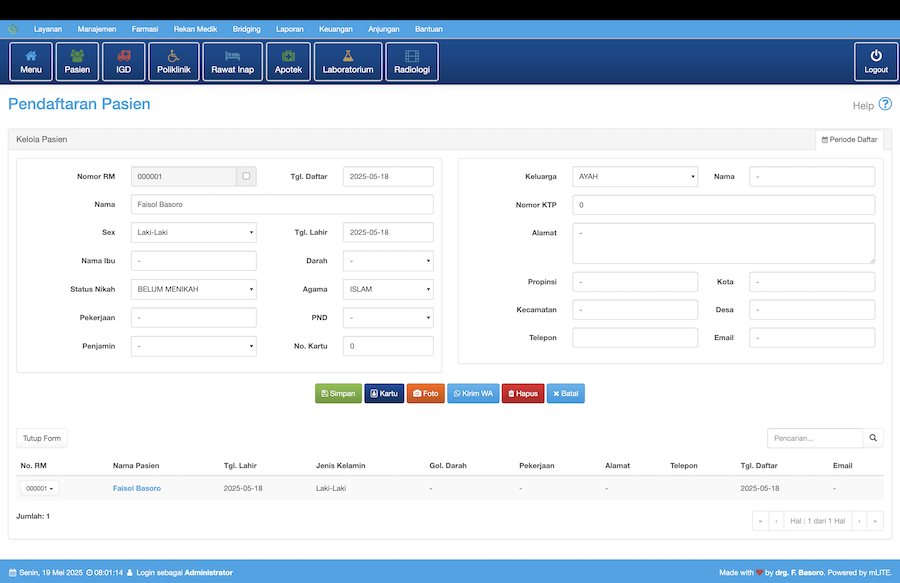 Layanan Manajemen Farmasi Rekan Medik Bridging Laporan Keuangan Anjungan Bantuan
Menu Pasien IGD Poliklinik Rawat Inap Apotek Laboratorium Radiologi Logout
Pendaftaran Pasien Help ?
Kelola Pasien Periode Daftar
Nomor RM 000001 Tgl. Daftar 2025-05-18
Nama Faisol Basoro
Sex Laki-Laki Tgl. Lahir 2025-05-18
Nama Ibu - Darah -
Status Nikah BELUM MENIKAH Agama ISLAM
Pekerjaan - PND -
Penjamin - No. Kartu 0
Keluarga AYAH Nama -
Nomor KTP 0
Alamat -
Propinsi - Kota -
Kecamatan - Desa -
Telepon Email -
Simpan Kartu Foto Kirim WA Hapus Batal
Tutup Form Pencarian...
No. RM Nama Pasien Tgl. Lahir Jenis Kelamin Gol. Darah Pekerjaan Alamat Telepon Tgl. Daftar Email
000001 Faisol Basoro 2025-05-18 Laki-Laki - - - 2025-05-18 -
Jumlah: 1
« ‹ Hal : 1 dari 1 Hal › »
Senin, 19 Mei 2025 08:01:14 Login sebagai Administrator Made with ❤ by drg. F. Basoro. Powered by mLITE.